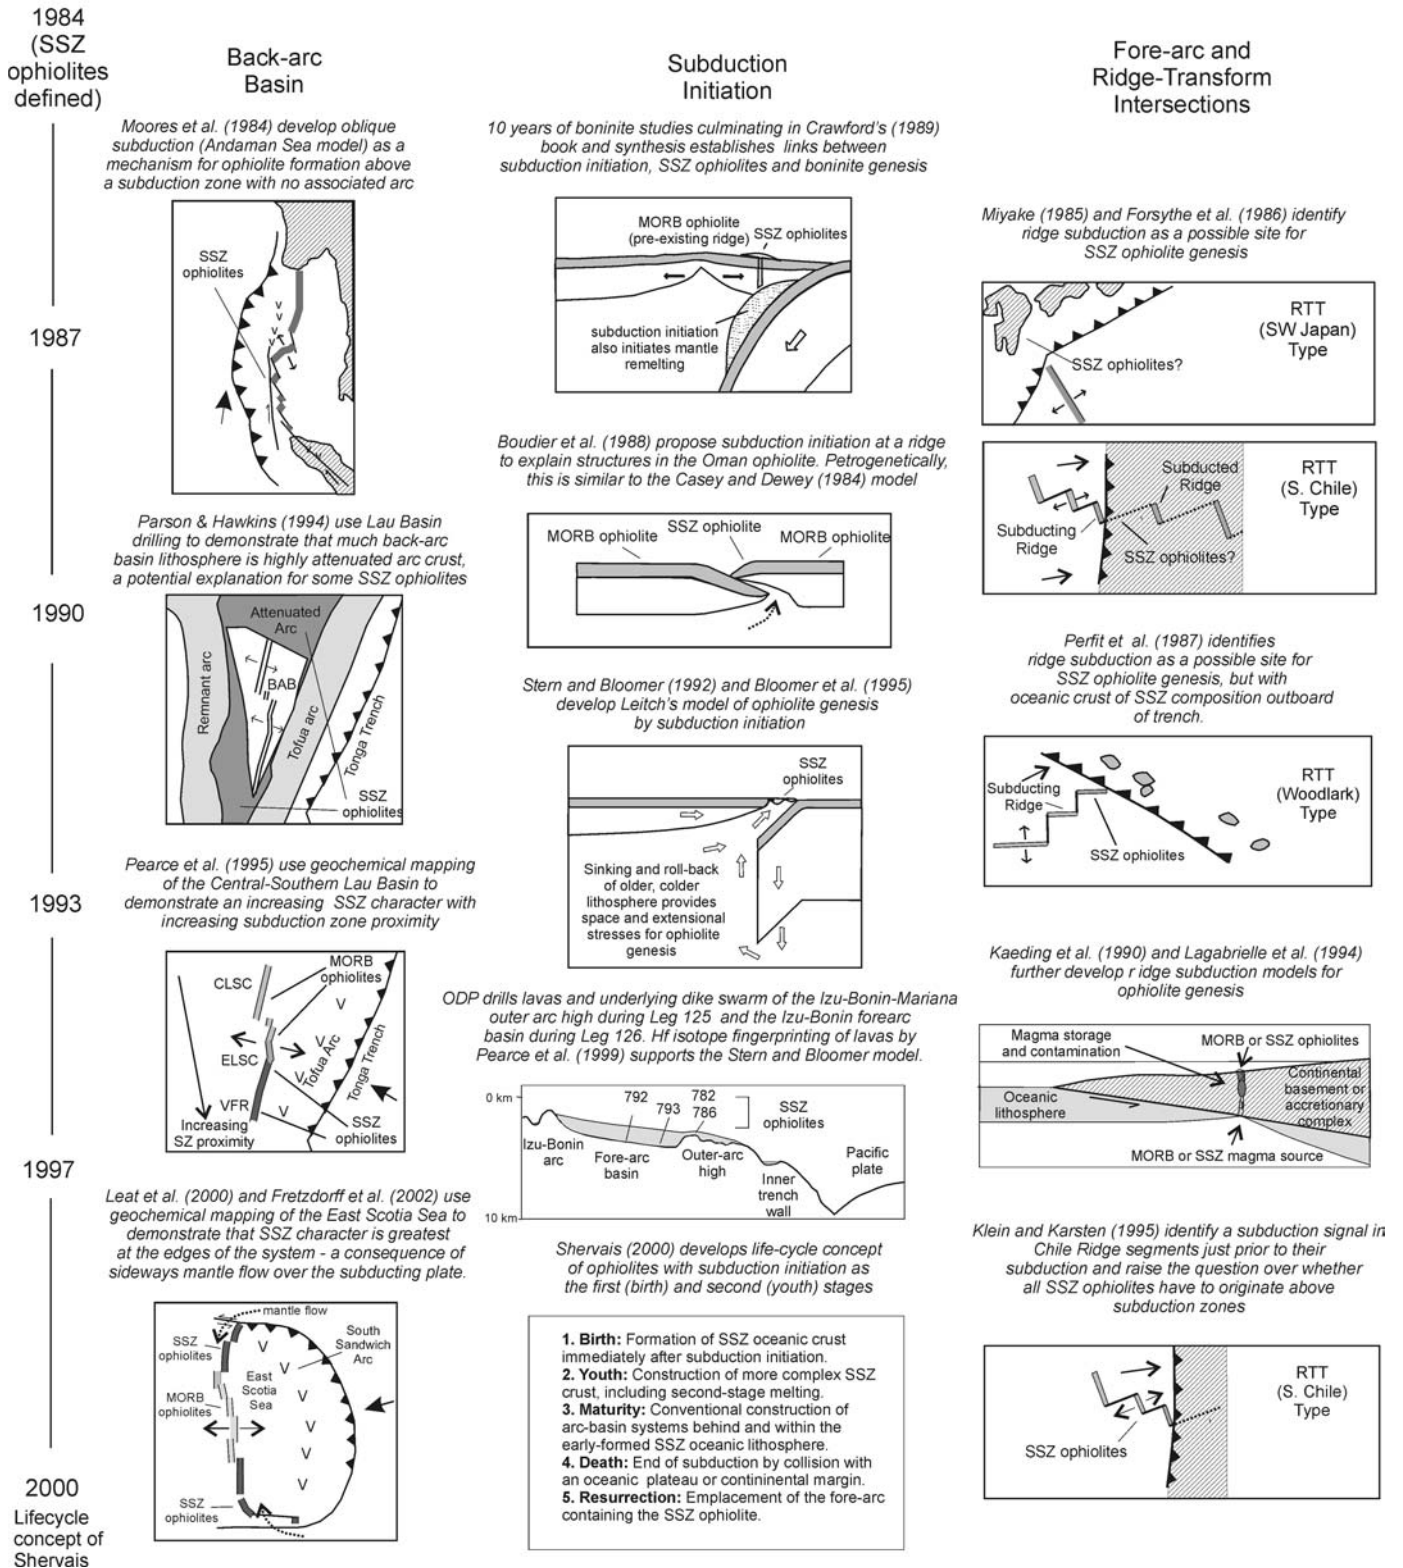 1984
(SSZ
ophiolites
defined)
1987
1990
1993
1997
2000
Lifecycle
concept of
Shervais
Back-arc
Basin
Moores et al. (1984) develop oblique
subduction (Andaman Sea model) as a
mechanism for ophiolite formation above
a subduction zone with no associated arc
SSZ
ophiolites
v
v
v
v
v
Parson & Hawkins (1994) use Lau Basin
drilling to demonstrate that much back-arc
basin lithosphere is highly attenuated arc crust,
a potential explanation for some SSZ ophiolites
Attenuated
Arc
Remnant arc
BAB
Tofua arc
Tonga Trench
SSZ
ophiolites
Pearce et al. (1995) use geochemical mapping
of the Central-Southern Lau Basin to
demonstrate an increasing SSZ character with
increasing subduction zone proximity
MORB
ophiolites
CLSC
V
V
ELSC
V
Tofua Arc
Tonga Trench
VFR
V
Increasing
SZ proximity
SSZ
ophiolites
Leat et al. (2000) and Fretzdorff et al. (2002) use
geochemical mapping of the East Scotia Sea to
demonstrate that SSZ character is greatest
at the edges of the system - a consequence of
sideways mantle flow over the subducting plate.
mantle flow
SSZ
ophiolites
V
South
Sandwich
Arc
V
East
Scotia
Sea
MORB
ophiolites
V
V
V
V
SSZ
ophiolites
Subduction
Initiation
10 years of boninite studies culminating in Crawford's (1989)
book and synthesis establishes links between
subduction initiation, SSZ ophiolites and boninite genesis
MORB ophiolite
(pre-existing ridge)
SSZ ophiolites
subduction initiation
also initiates mantle
remelting
Boudier et al. (1988) propose subduction initiation at a ridge
to explain structures in the Oman ophiolite. Petrogenetically,
this is similar to the Casey and Dewey (1984) model
MORB ophiolite
SSZ ophiolite
MORB ophiolite
Stern and Bloomer (1992) and Bloomer et al. (1995)
develop Leitch's model of ophiolite genesis
by subduction initiation
SSZ
ophiolites
Sinking and roll-back
of older, colder
lithosphere provides
space and extensional
stresses for ophiolite
genesis
ODP drills lavas and underlying dike swarm of the Izu-Bonin-Mariana
outer arc high during Leg 125 and the Izu-Bonin forearc
basin during Leg 126. Hf isotope fingerprinting of lavas by
Pearce et al. (1999) supports the Stern and Bloomer model.
0 km
792
793
782
786
SSZ
ophiolites
Izu-Bonin
arc
Fore-arc
basin
Outer-arc
high
Inner
trench
wall
Pacific
plate
10 km
Shervais (2000) develops life-cycle concept
of ophiolites with subduction initiation as
the first (birth) and second (youth) stages
1. Birth: Formation of SSZ oceanic crust
immediately after subduction initiation.
2. Youth: Construction of more complex SSZ
crust, including second-stage melting.
3. Maturity: Conventional construction of
arc-basin systems behind and within the
early-formed SSZ oceanic lithosphere.
4. Death: End of subduction by collision with
an oceanic plateau or contininental margin.
5. Resurrection: Emplacement of the fore-arc
containing the SSZ ophiolite.
Fore-arc and
Ridge-Transform
Intersections
Miyake (1985) and Forsythe et al. (1986) identify
ridge subduction as a possible site for
SSZ ophiolite genesis
RTT
(SW Japan)
Type
SSZ ophiolites?
Subducted
Ridge
RTT
(S. Chile)
Type
Subducting
Ridge
SSZ ophiolites?
Perfit et al. (1987) identifies
ridge subduction as a possible site for
SSZ ophiolite genesis, but with
oceanic crust of SSZ composition outboard
of trench.
Subducting
Ridge
RTT
(Woodlark)
Type
SSZ ophiolites
Kaeding et al. (1990) and Lagabrielle et al. (1994)
further develop r idge subduction models for
ophiolite genesis
Magma storage
and contamination
MORB or SSZ ophiolites
Oceanic
lithosphere
Continental
basement or
accretionary
complex
MORB or SSZ magma source
Klein and Karsten (1995) identify a subduction signal in
Chile Ridge segments just prior to their
subduction and raise the question over whether
all SSZ ophiolites have to originate above
subduction zones
RTT
(S. Chile)
Type
SSZ ophiolites